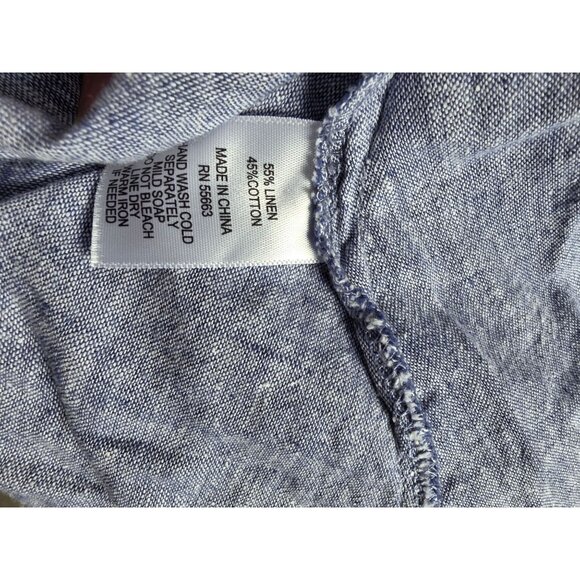 55% LINEN
45%COTTON
MADE IN CHINA
RN 55663
HAND WASH COLD
SEPARATELY
MILD SOAP
DO NOT BLEACH
LINE DRY
WARM IRON
IF NEEDED